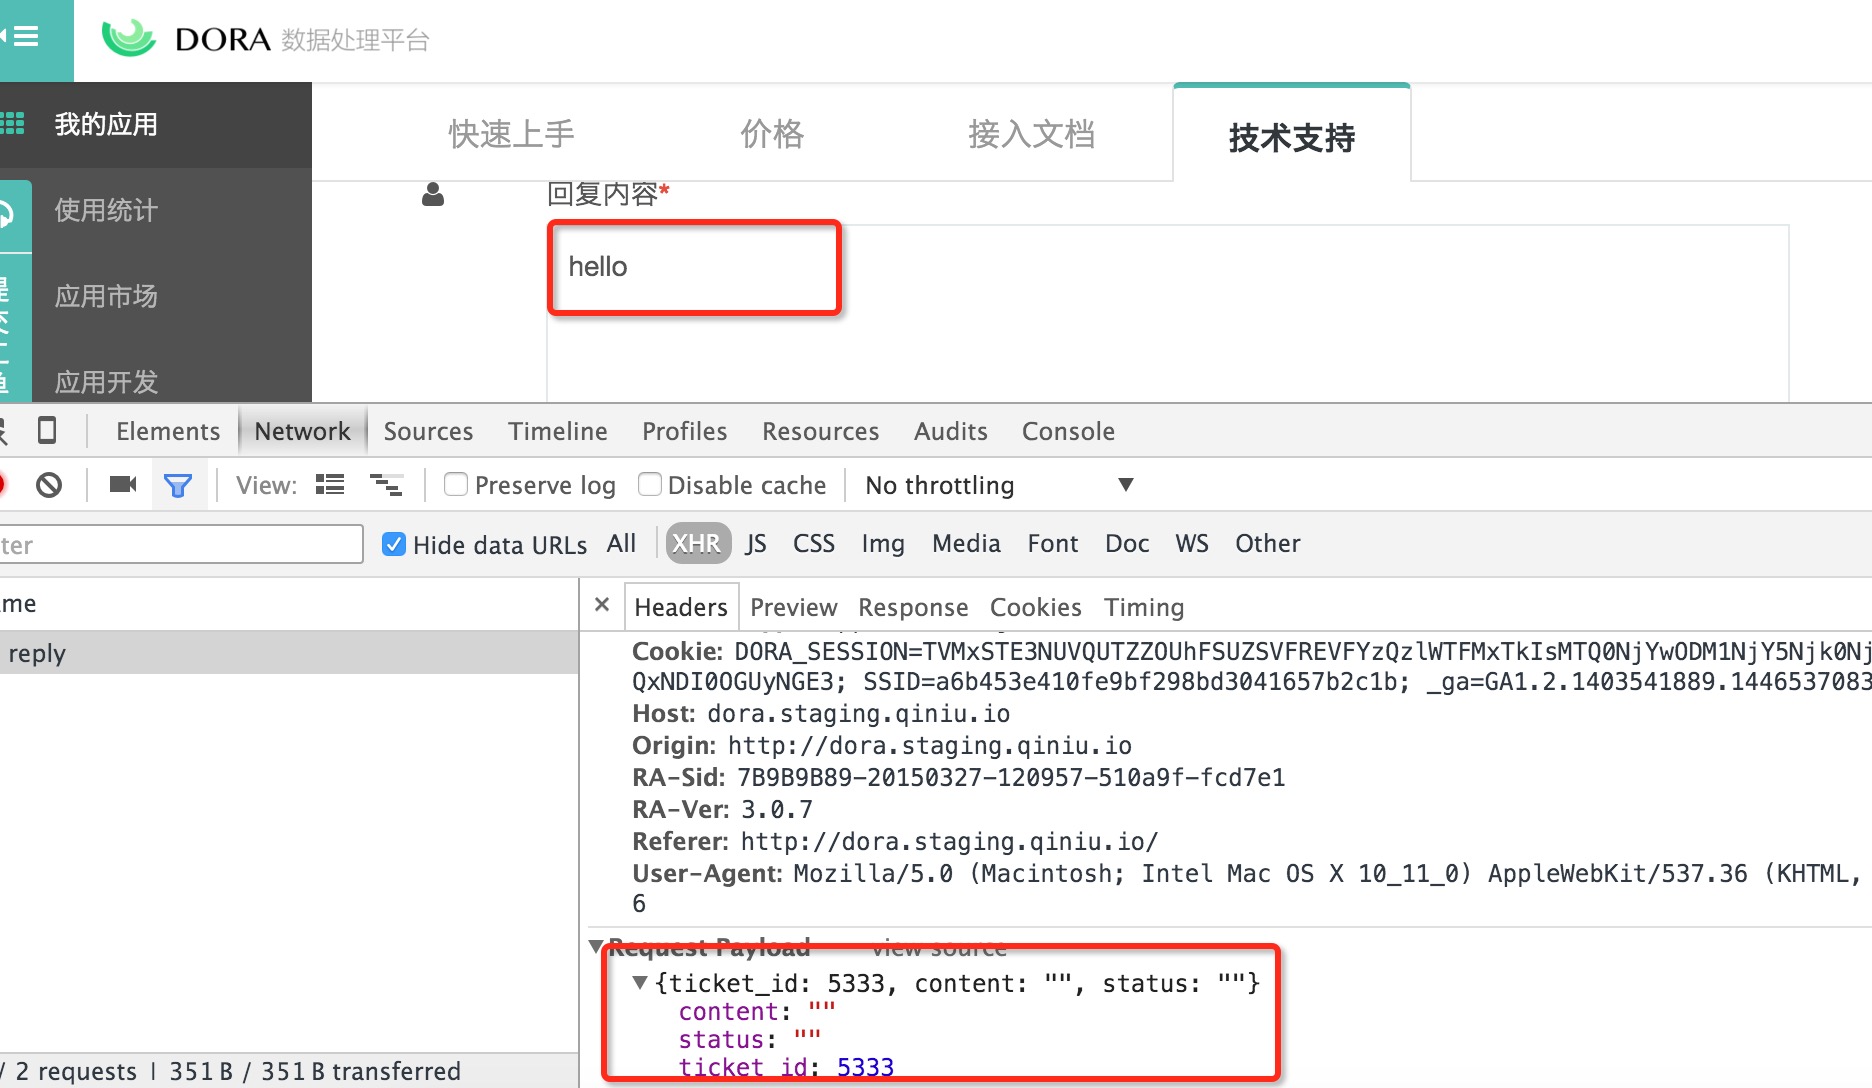 DORA 数据处理平台
我的应用
使用统计
应用市场
应用开发
快速上手 价格 接入文档 技术支持
回复内容*
hello
Elements Network Sources Timeline Profiles Resources Audits Console
View: Preserve log Disable cache No throttling ▼
ter Hide data URLs All XHR JS CSS Img Media Font Doc WS Other
me
reply
2 requests | 351 B / 351 B transferred
× Headers Preview Response Cookies Timing
Cookie: DORA_SESSION=TVMxSTE3NUVQUTZZOUhFSUZSVFREVFYzQzlWTFMxTkIsMTQ0NjYwODM1NjY5Njk0Nj
QxNDI0OGUyNGE3; SSID=a6b453e410fe9bf298bd3041657b2c1b; _ga=GA1.2.1403541889.1446537083
Host: dora.staging.qiniu.io
Origin: http://dora.staging.qiniu.io
RA-Sid: 7B9B9B89-20150327-120957-510a9f-fcd7e1
RA-Ver: 3.0.7
Referer: http://dora.staging.qiniu.io/
User-Agent: Mozilla/5.0 (Macintosh; Intel Mac OS X 10_11_0) AppleWebKit/537.36 (KHTML,
6
▼Request Payload view source
▼{ticket_id: 5333, content: "", status: ""}
content: ""
status: ""
ticket_id: 5333